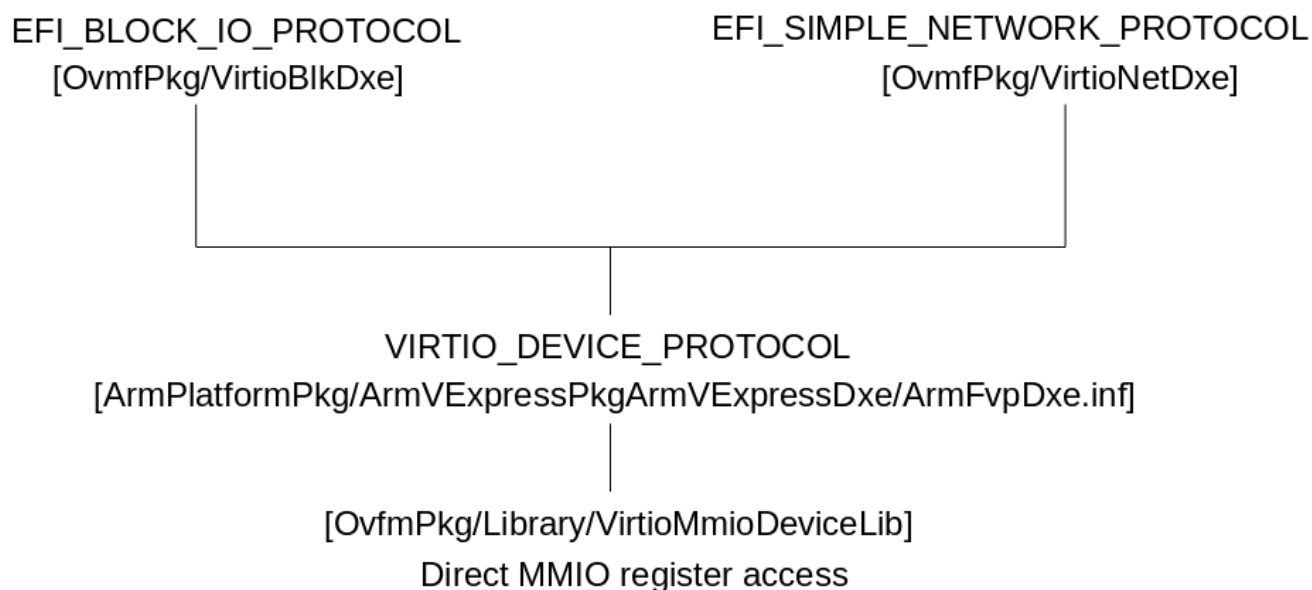 EFI_BLOCK_IO_PROTOCOL
[OvmfPkg/VirtioBlkDxe]
EFI_SIMPLE_NETWORK_PROTOCOL
[OvmfPkg/VirtioNetDxe]
VIRTIO_DEVICE_PROTOCOL
[ArmPlatformPkg/ArmVExpressPkgArmVExpressDxe/ArmFvpDxe.inf]
[OvfmPkg/Library/VirtioMmioDeviceLib]
Direct MMIO register access